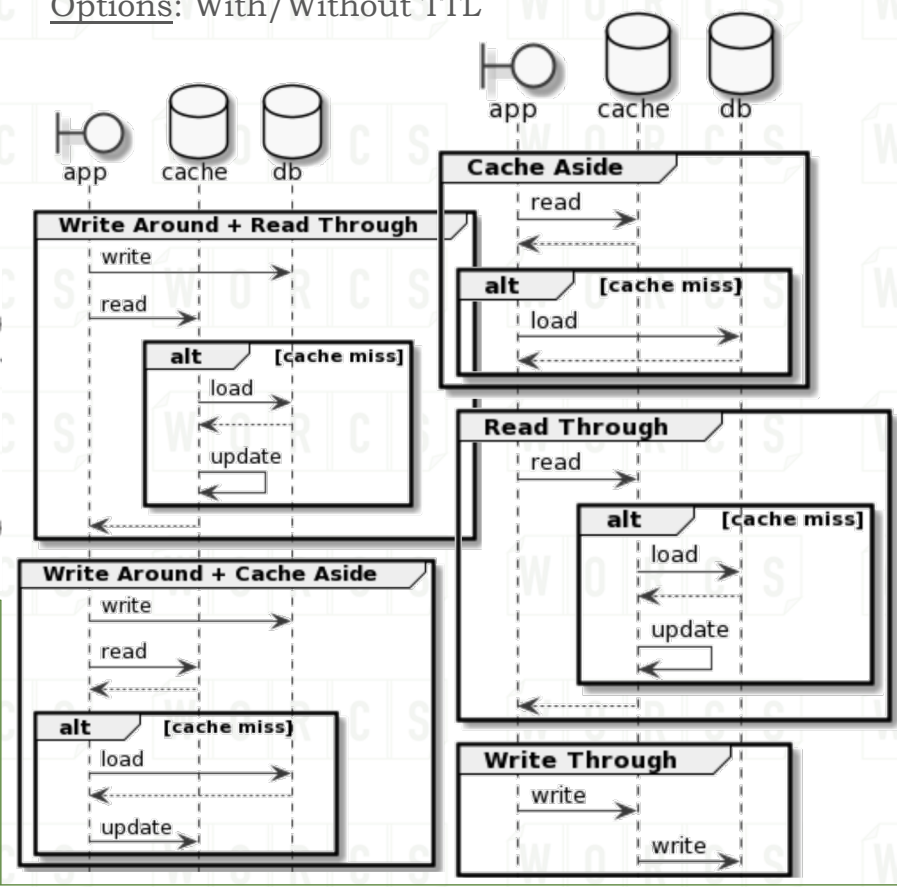 Options: With/Without TTL
app cache db
Write Around + Read Through
write
read
alt [cache miss]
load
update
Write Around + Cache Aside
write
read
alt [cache miss]
load
update
app cache db
Cache Aside
read
alt [cache miss]
load
Read Through
read
alt [cache miss]
load
update
Write Through
write
write
WORCS